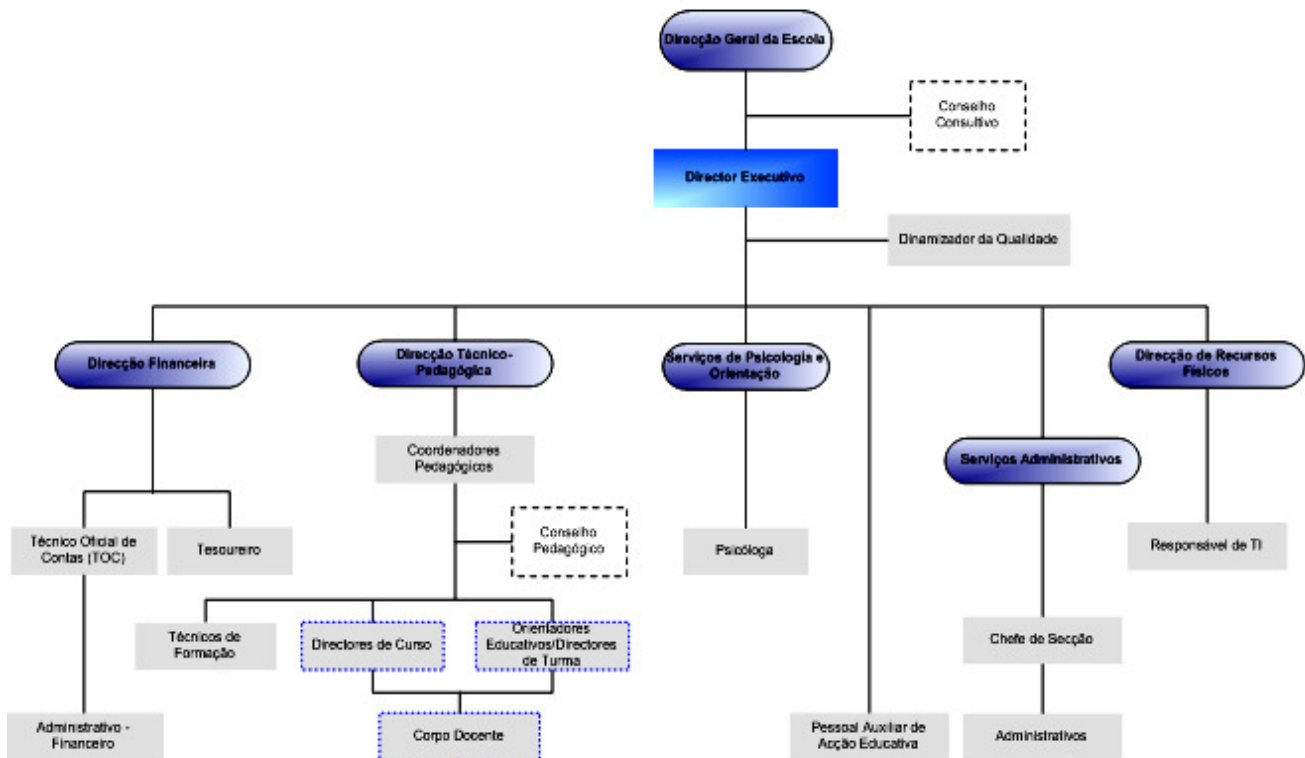 Direcção Geral da Escola
Conselho
Consultivo
Director Executivo
Dinamizador da Qualidade
Direcção Financeira
Direcção Técnico-
Pedagógica
Serviços de Psicologia e
Orientação
Direcção de Recursos
Físicos
Coordenadores
Pedagógicos
Serviços Administrativos
Técnico Oficial de
Contas (TOC)
Tesoureiro
Conselho
Pedagógico
Psicóloga
Responsável de TI
Técnicos de
Formação
Directores de Curso
Orientadores
Educativos/Directores
de Turma
Chefe de Secção
Administrativo -
Financeiro
Corpo Docente
Pessoal Auxiliar de
Acção Educativa
Administrativos